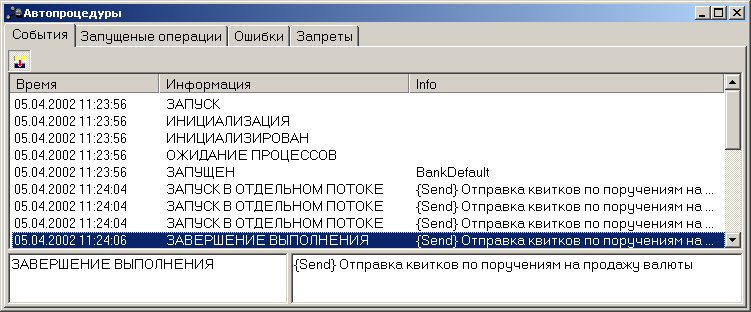 Автопроцедуры
События Запущеные операции Ошибки Запреты
Время Информация Info
05.04.2002 11:23:56 ЗАПУСК
05.04.2002 11:23:56 ИНИЦИАЛИЗАЦИЯ
05.04.2002 11:23:56 ИНИЦИАЛИЗИРОВАН
05.04.2002 11:23:56 ОЖИДАНИЕ ПРОЦЕССОВ
05.04.2002 11:23:56 ЗАПУЩЕН BankDefault
05.04.2002 11:24:04 ЗАПУСК В ОТДЕЛЬНОМ ПОТОКЕ {Send} Отправка квитков по поручениям на ...
05.04.2002 11:24:04 ЗАПУСК В ОТДЕЛЬНОМ ПОТОКЕ {Send} Отправка квитков по поручениям на ...
05.04.2002 11:24:04 ЗАПУСК В ОТДЕЛЬНОМ ПОТОКЕ {Send} Отправка квитков по поручениям на ...
05.04.2002 11:24:06 ЗАВЕРШЕНИЕ ВЫПОЛНЕНИЯ {Send} Отправка квитков по поручениям на ...
ЗАВЕРШЕНИЕ ВЫПОЛНЕНИЯ {Send} Отправка квитков по поручениям на продажу валюты